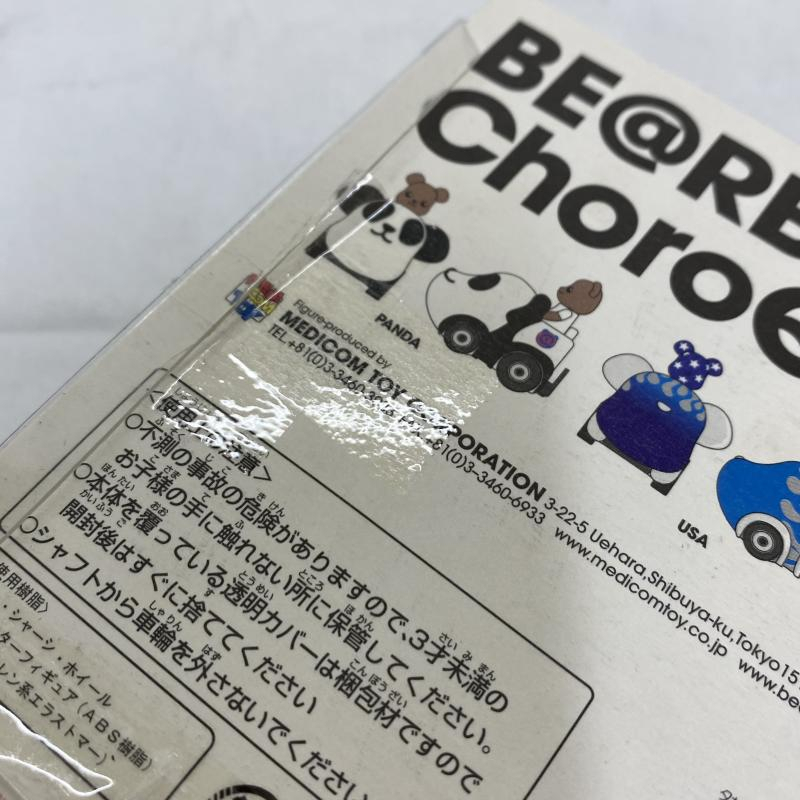 BE@RB
Choroe
PANDA
USA
Figure-produced by
MEDICOM TOY CORPORATION 3-22-5 Uehara,Shibuya-ku,Tokyo 15
TEL+81(0)3-3460- +81(0)3-3460-6933 www.medicomtoy.co.jp www.be
○不測の事故の危険がありますので、3才未満の
お子様の手に触れない所に保管してください。
○本体を覆っている透明カバーは梱包材ですので
開封後はすぐに捨ててください
○シャフトから車輪を外さないでください
使用樹脂〉
・シャーシ ホイール
ターフィギュア(ABS樹脂)
レン系エラストマー)、